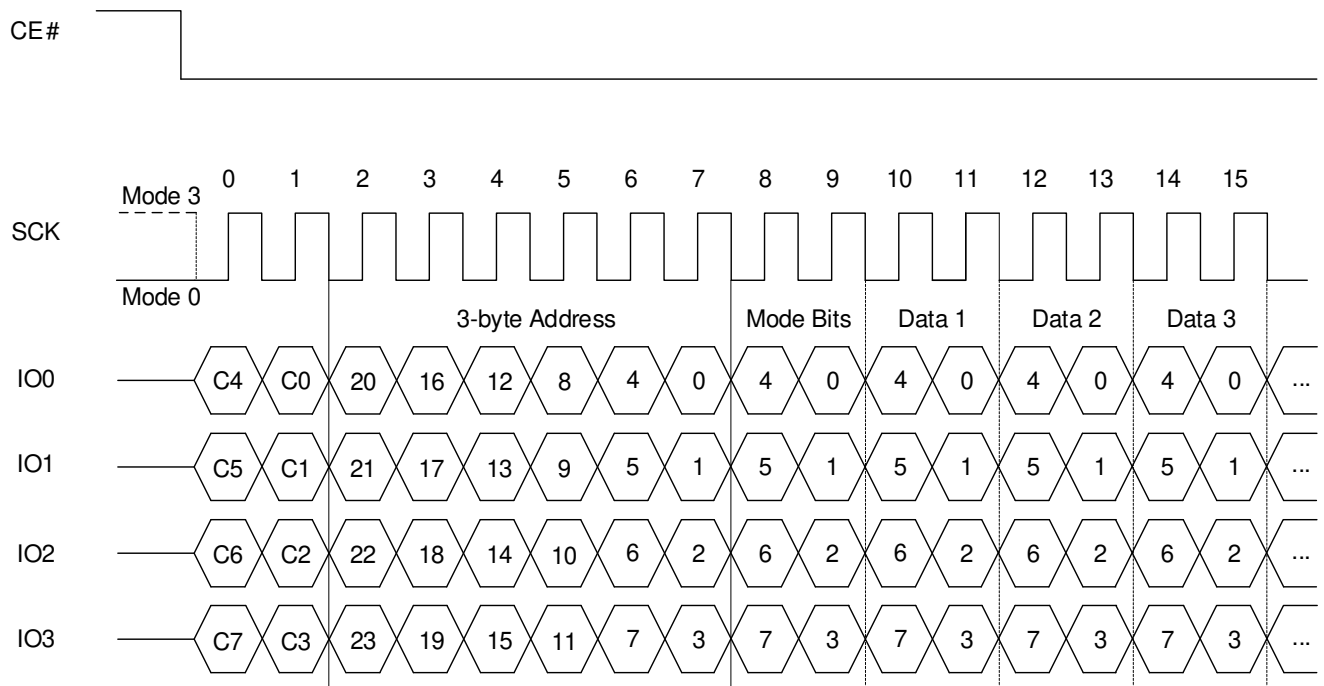 CE#
0 1 2 3 4 5 6 7 8 9 10 11 12 13 14 15
Mode 3
SCK
Mode 0
3-byte Address Mode Bits Data 1 Data 2 Data 3
IO0 C4 C0 20 16 12 8 4 0 4 0 4 0 4 0 4 0 ...
IO1 C5 C1 21 17 13 9 5 1 5 1 5 1 5 1 5 1 ...
IO2 C6 C2 22 18 14 10 6 2 6 2 6 2 6 2 6 2 ...
IO3 C7 C3 23 19 15 11 7 3 7 3 7 3 7 3 7 3 ...